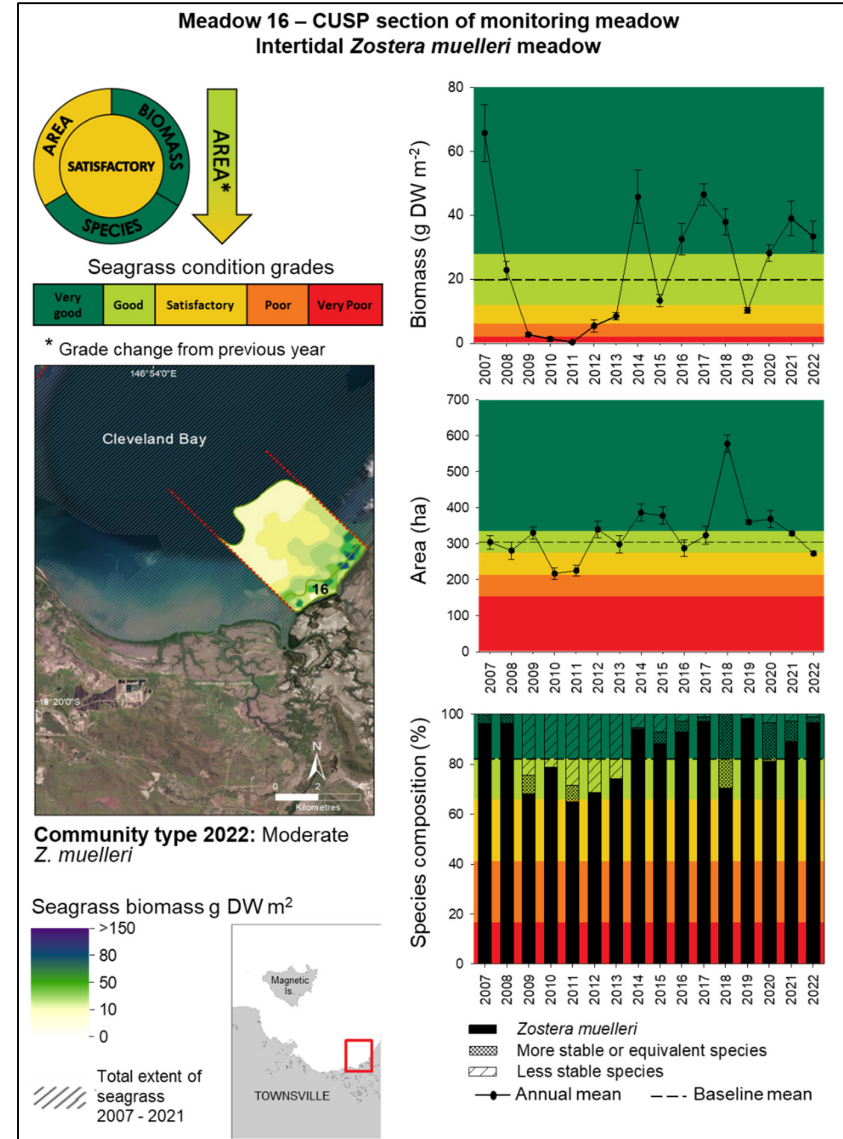 Meadow 16 – CUSP section of monitoring meadow
Intertidal Zostera muelleri meadow
AREA
BIOMASS
SATISFACTORY
SPECIES
AREA*
Seagrass condition grades
Very good
Good
Satisfactory
Poor
Very Poor
* Grade change from previous year
146°54'0"E
Cleveland Bay
16
19°20'0"S
N
0 2
Kilometres
Community type 2022: Moderate
Z. muelleri
Seagrass biomass g DW m2
>150
80
50
10
0
Total extent of
seagrass
2007 - 2021
Magnetic
Is.
TOWNSVILLE
Biomass (g DW m-2)
80
60
40
20
0
2007 2008 2009 2010 2011 2012 2013 2014 2015 2016 2017 2018 2019 2020 2021 2022
Area (ha)
700
600
500
400
300
200
100
0
2007 2008 2009 2010 2011 2012 2013 2014 2015 2016 2017 2018 2019 2020 2021 2022
Species composition (%)
100
80
60
40
20
0
2007 2008 2009 2010 2011 2012 2013 2014 2015 2016 2017 2018 2019 2020 2021 2022
Zostera muelleri
More stable or equivalent species
Less stable species
Annual mean
Baseline mean